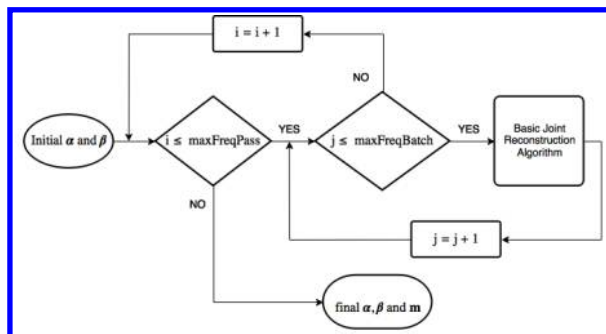 i = i + 1
NO
Initial α and β
i ≤ maxFreqPass
YES
j ≤ maxFreqBatch
YES
Basic Joint
Reconstruction
Algorithm
NO
j = j + 1
final α, β and m